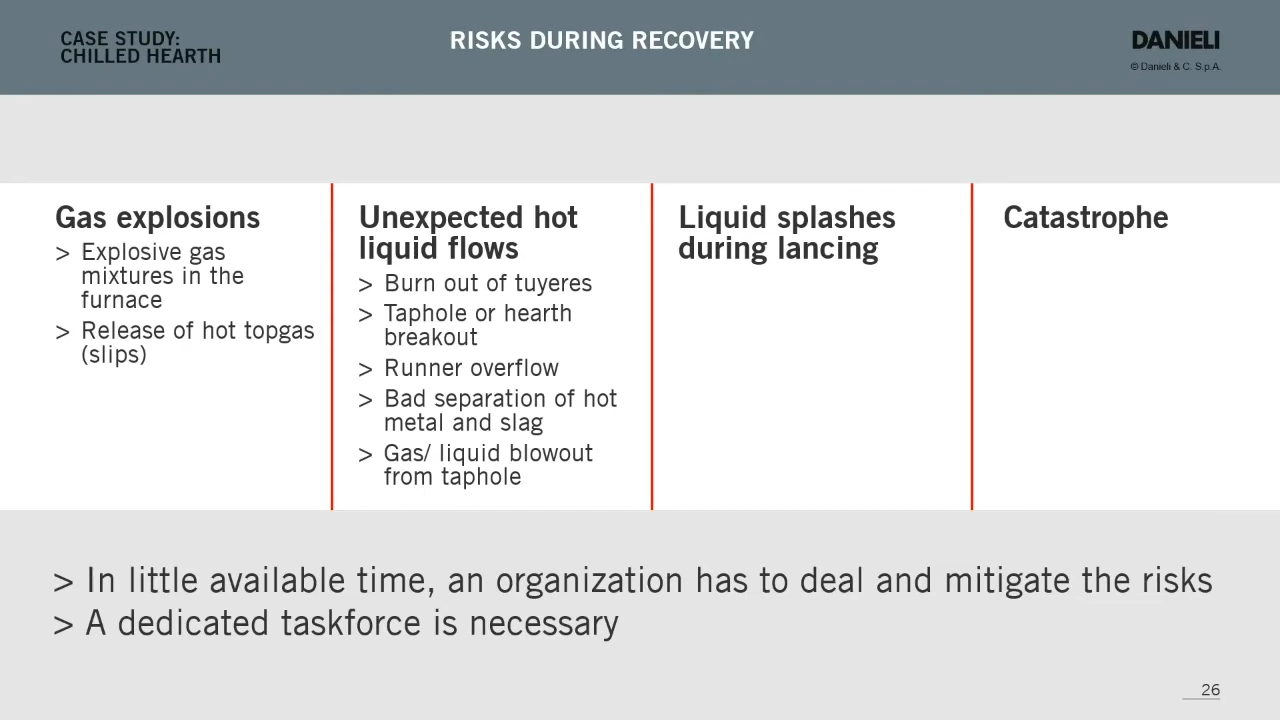 CASE STUDY:
CHILLED HEARTH
RISKS DURING RECOVERY
DANIELI
© Danieli & C. S.p.A.
Gas explosions
> Explosive gas
mixtures in the
furnace
> Release of hot topgas
(slips)
Unexpected hot
liquid flows
> Burn out of tuyeres
> Taphole or hearth
breakout
> Runner overflow
> Bad separation of hot
metal and slag
> Gas/ liquid blowout
from taphole
Liquid splashes
during lancing
Catastrophe
> In little available time, an organization has to deal and mitigate the risks
> A dedicated taskforce is necessary
26